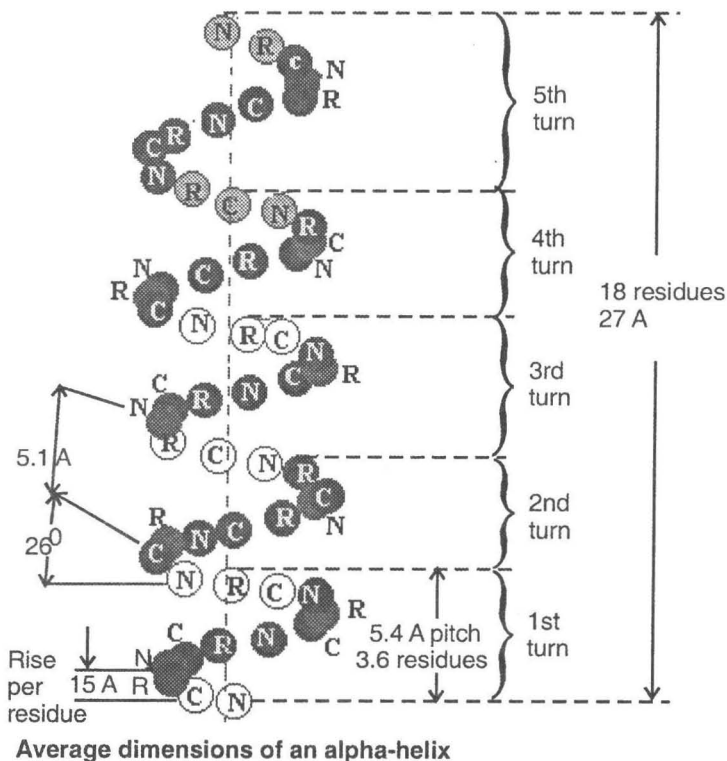 N R c N
R
C N R C
N R C N
R C
N R C N
R C
N R C N
C R
C N R
N R
R C N R
C
R C N C R
N
N R C N
R
C R N C
N
R C N
5th
turn
4th
turn
3rd
turn
2nd
turn
1st
turn
18 residues
27 A
5.1 A
26⁰
5.4 A pitch
3.6 residues
Rise
per
residue
15 A
Average dimensions of an alpha-helix